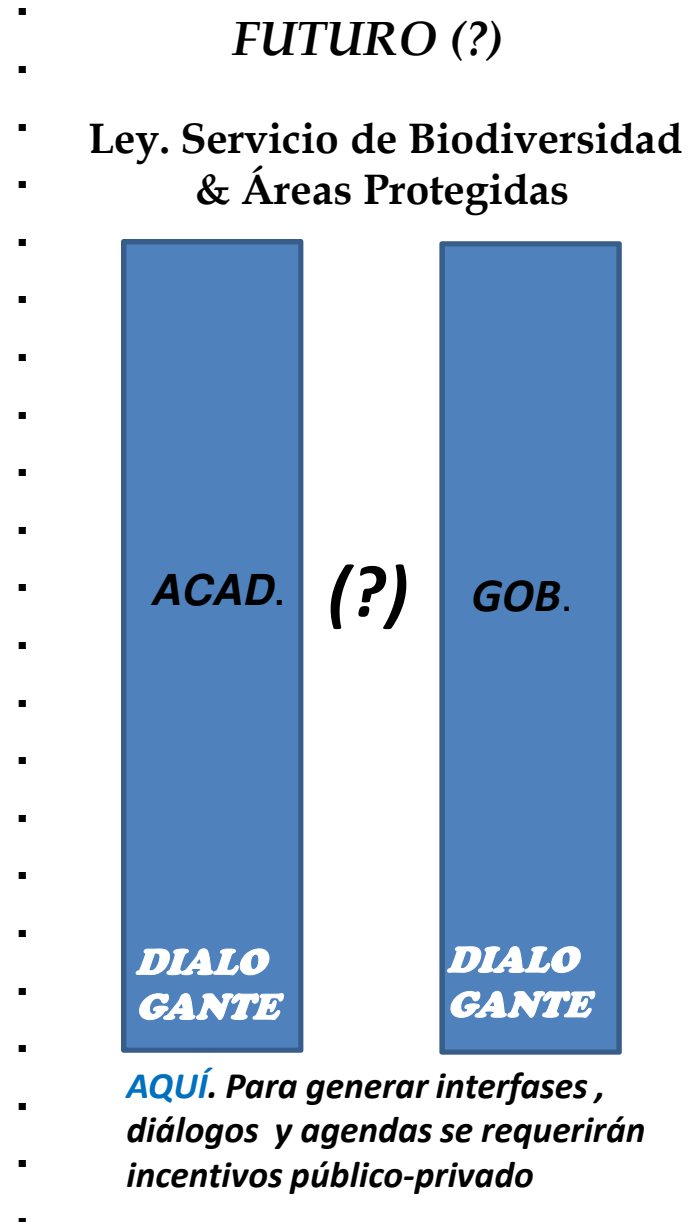 FUTURO (?)
Ley. Servicio de Biodiversidad
& Áreas Protegidas
ACAD.
(?)
GOB.
DIALO
GANTE
DIALO
GANTE
AQUÍ. Para generar interfases ,
diálogos y agendas se requerirán
incentivos público-privado